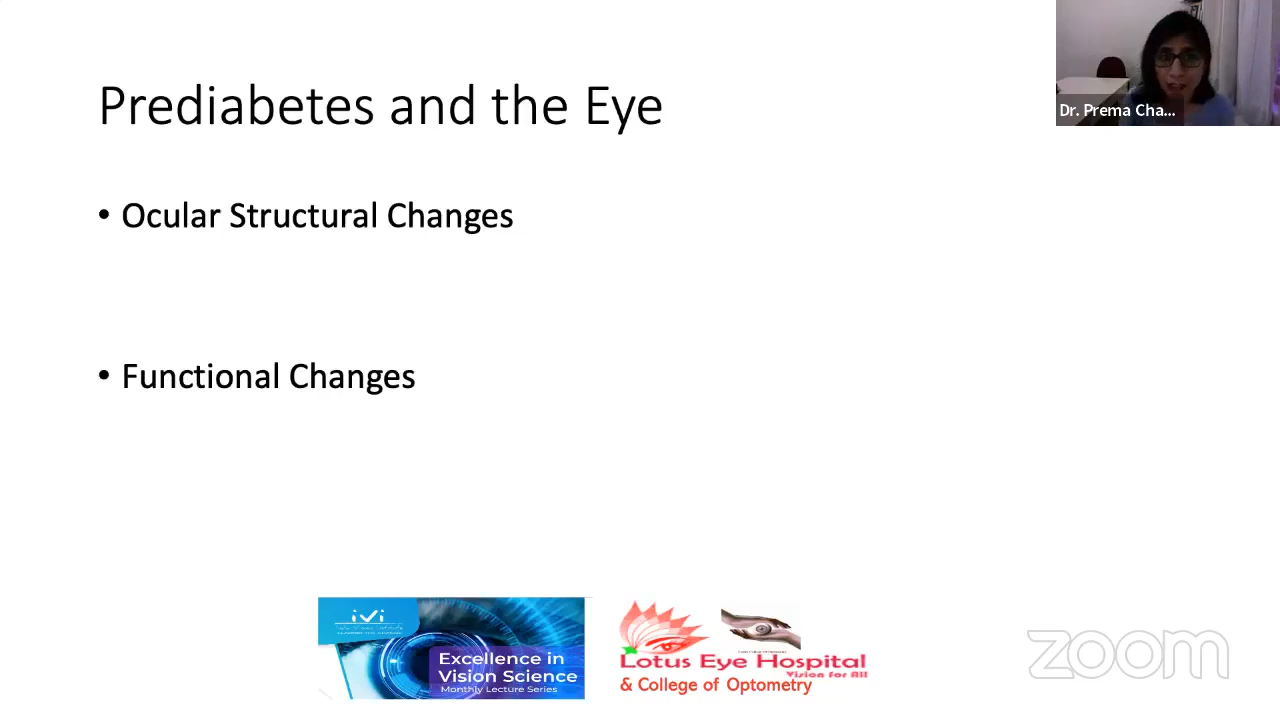 Prediabetes and the Eye
Dr. Prema Cha...
• Ocular Structural Changes
• Functional Changes
iVi
Excellence in
Vision Science
Monthly Lecture Series
Lotus Eye Hospital
Vision for All
& College of Optometry
zoom